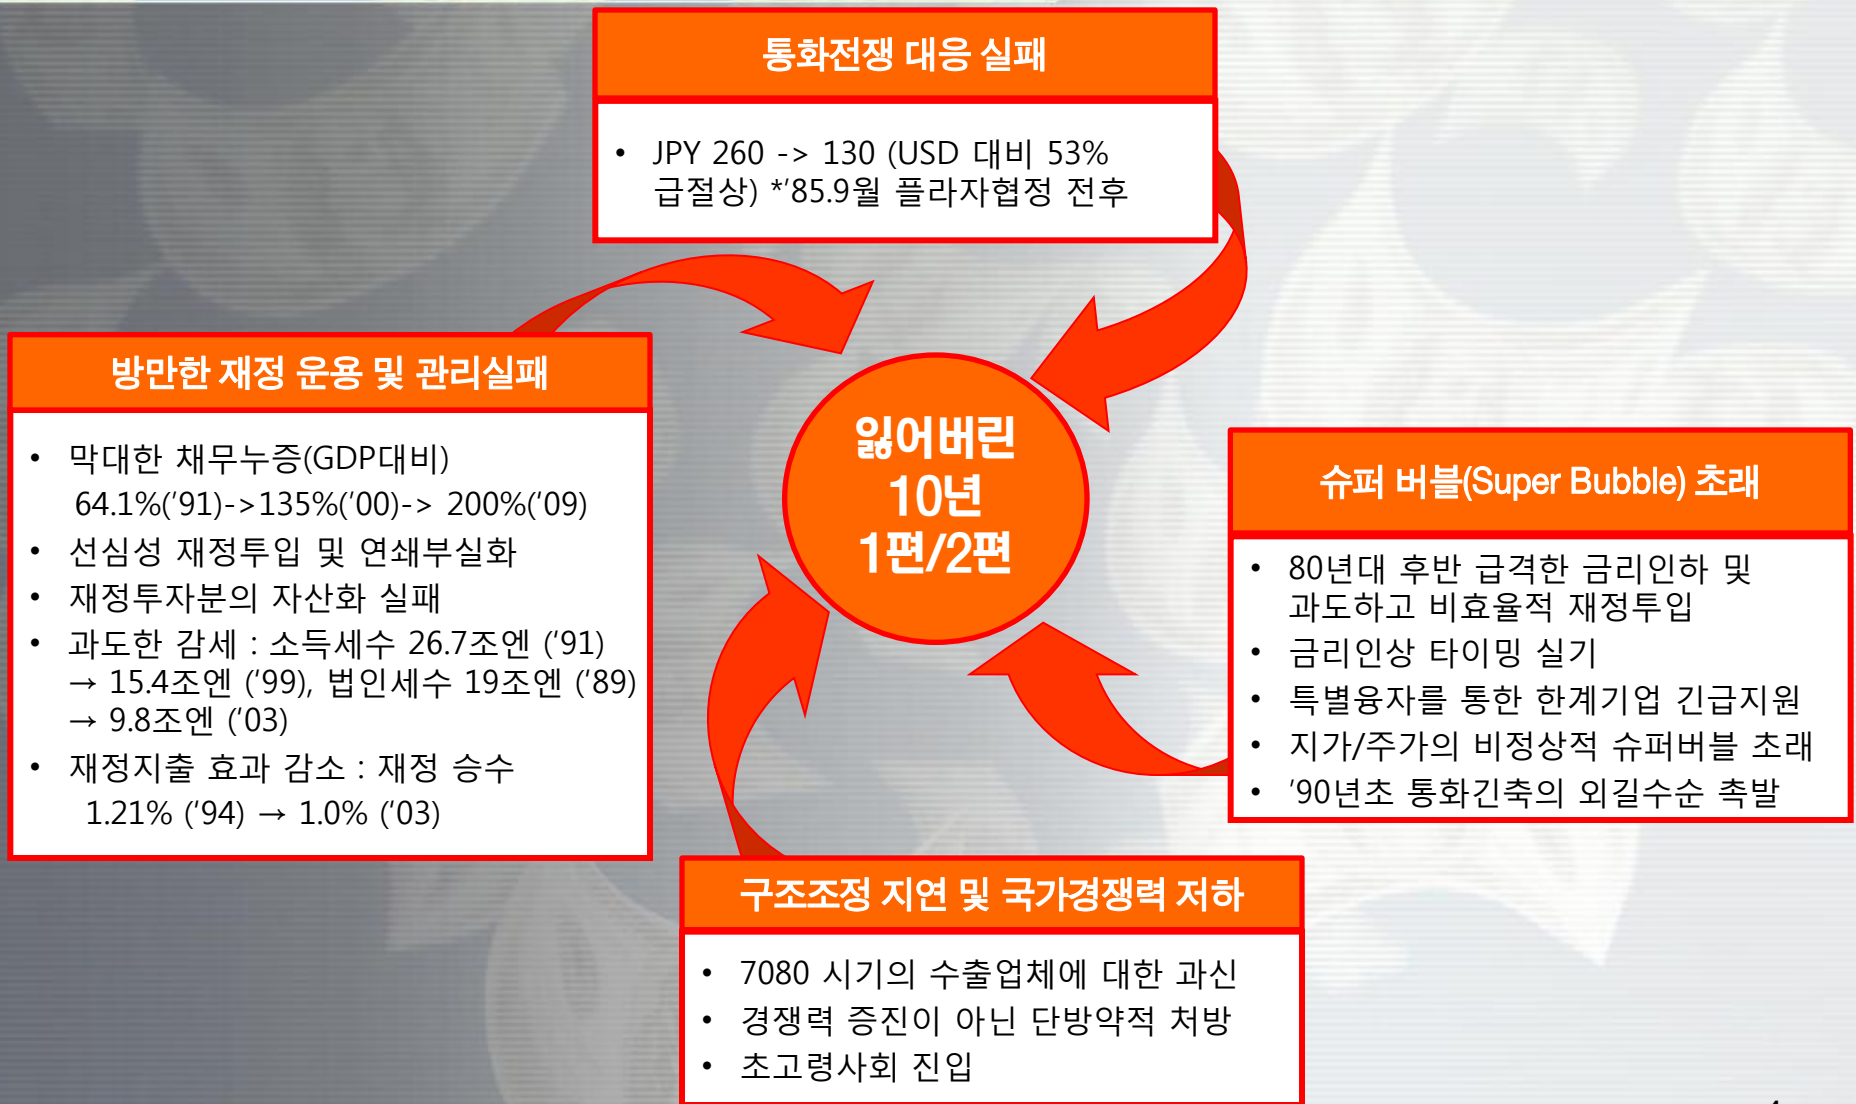 통화전쟁 대응 실패
• JPY 260 -> 130 (USD 대비 53%
급절상) *’85.9월 플라자협정 전후
방만한 재정 운용 및 관리실패
• 막대한 채무누증(GDP대비)
64.1%(‘91)->135%(‘00)-> 200%(‘09)
• 선심성 재정투입 및 연쇄부실화
• 재정투자분의 자산화 실패
• 과도한 감세 : 소득세수 26.7조엔 (‘91)
→ 15.4조엔 (‘99), 법인세수 19조엔 (‘89)
→ 9.8조엔 (‘03)
• 재정지출 효과 감소 : 재정 승수
1.21% (‘94) → 1.0% (‘03)
잃어버린
10년
1편/2편
슈퍼 버블(Super Bubble) 초래
• 80년대 후반 급격한 금리인하 및
과도하고 비효율적 재정투입
• 금리인상 타이밍 실기
• 특별융자를 통한 한계기업 긴급지원
• 지가/주가의 비정상적 슈퍼버블 초래
• ’90년초 통화긴축의 외길수순 촉발
구조조정 지연 및 국가경쟁력 저하
• 7080 시기의 수출업체에 대한 과신
• 경쟁력 증진이 아닌 단방약적 처방
• 초고령사회 진입